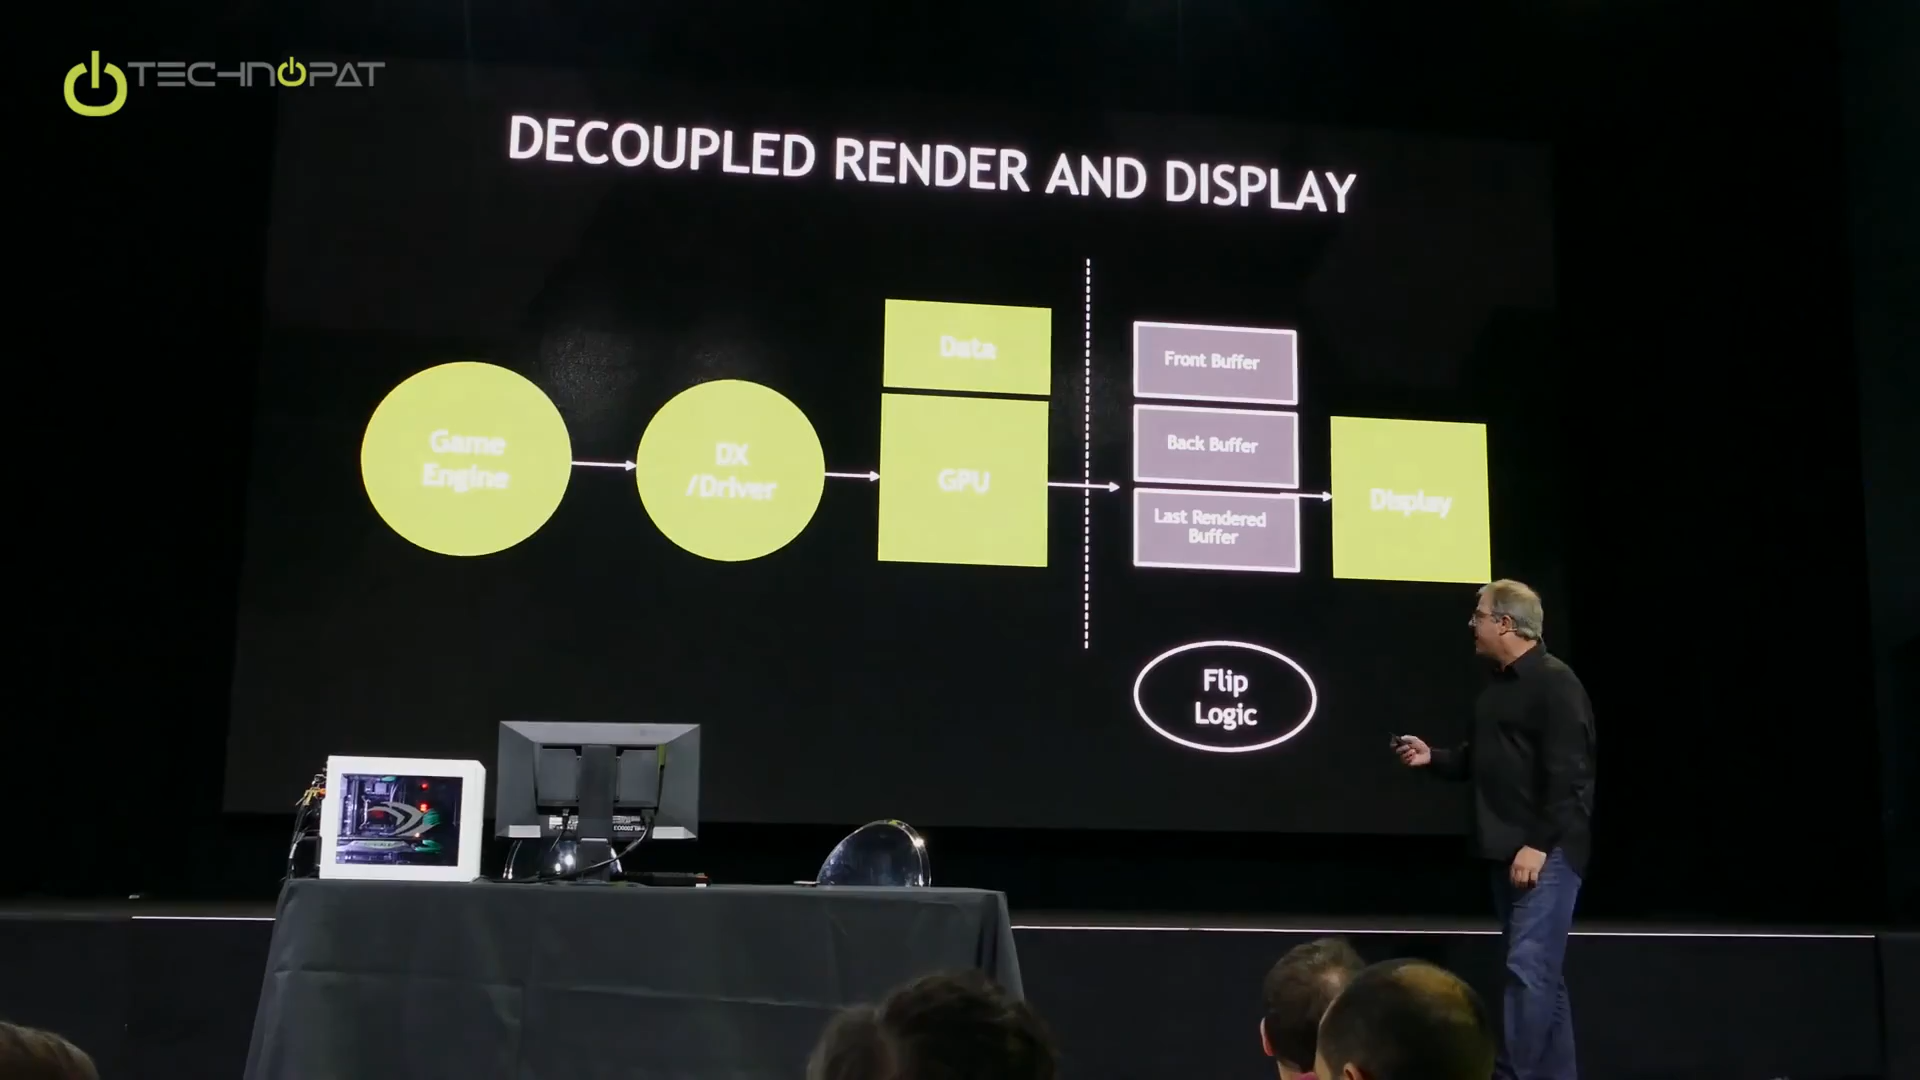 TECHNOPAT
DECOUPLED RENDER AND DISPLAY
Game
Engine
DX
/Driver
Data
GPU
Front Buffer
Back Buffer
Last Rendered
Buffer
Display
Flip
Logic